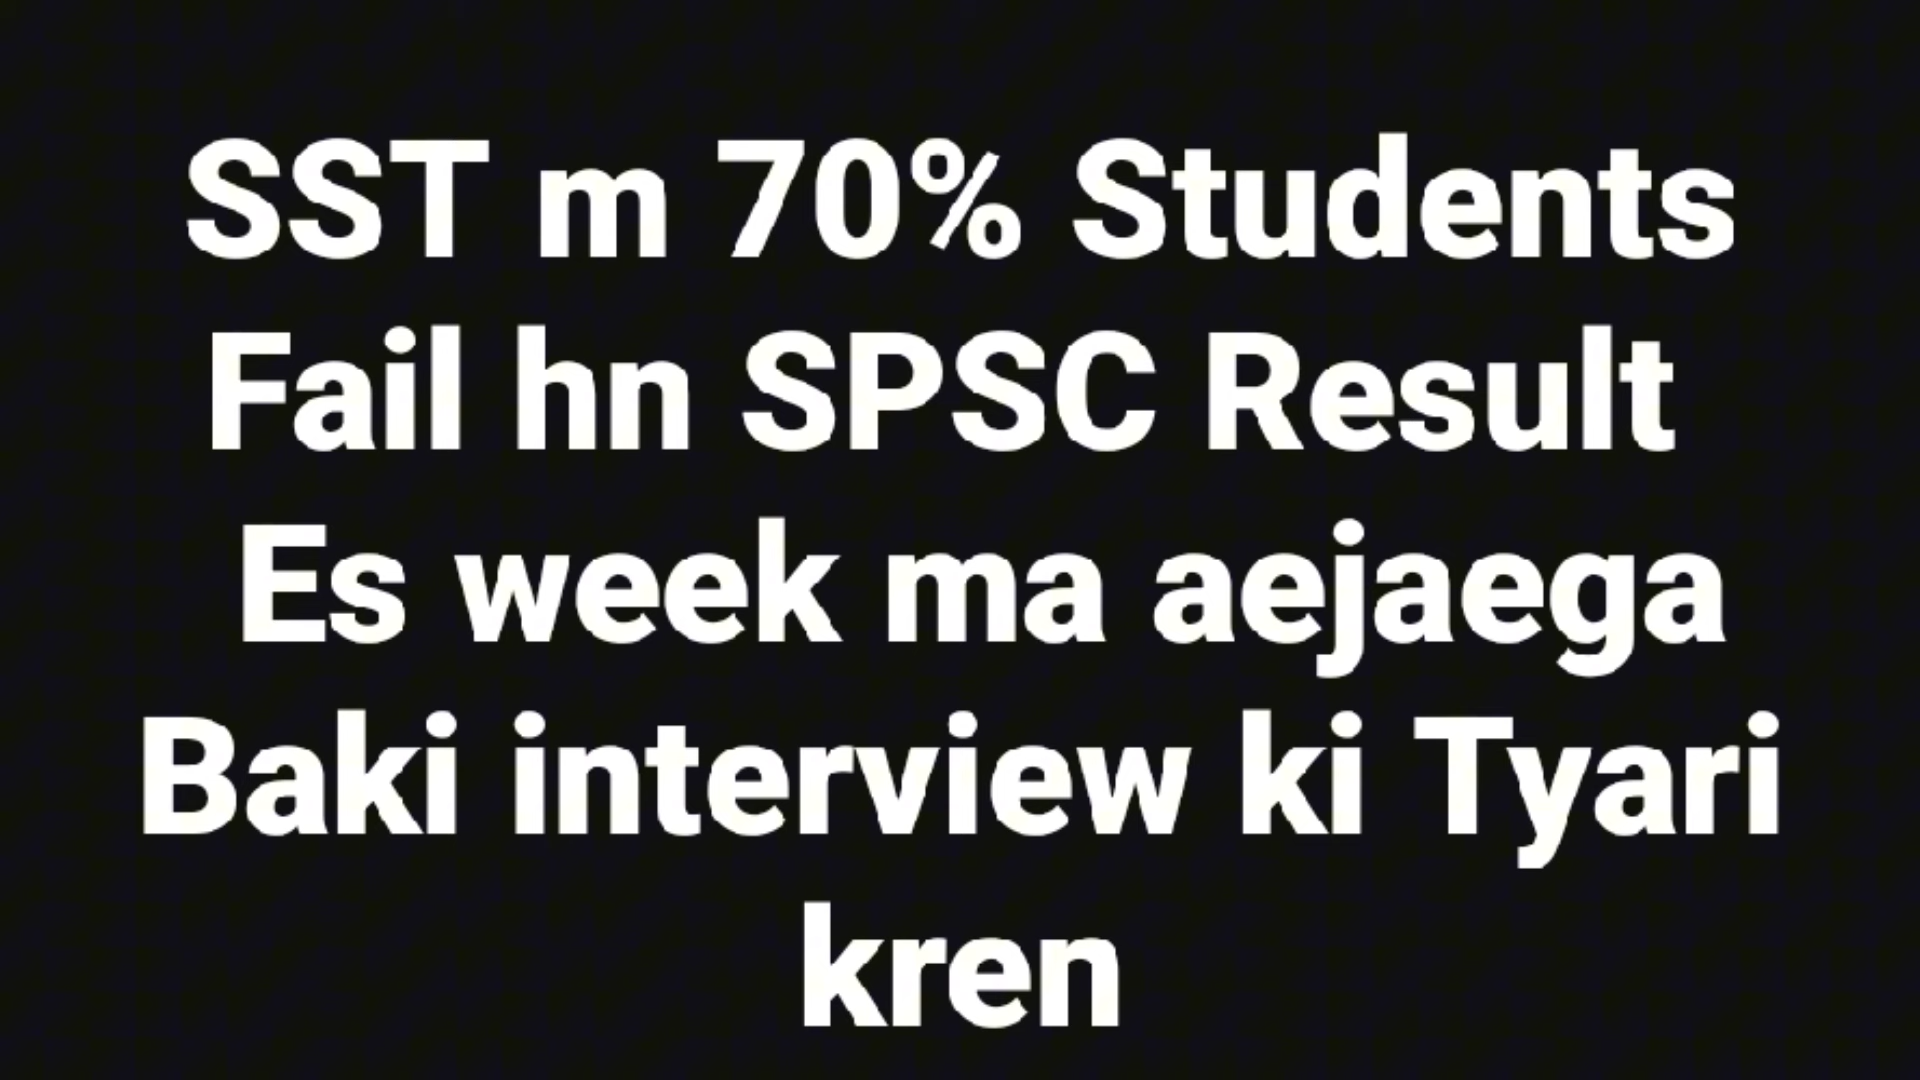 SST m 70% Students
Fail hn SPSC Result
Es week ma aejaega
Baki interview ki Tyari
kren